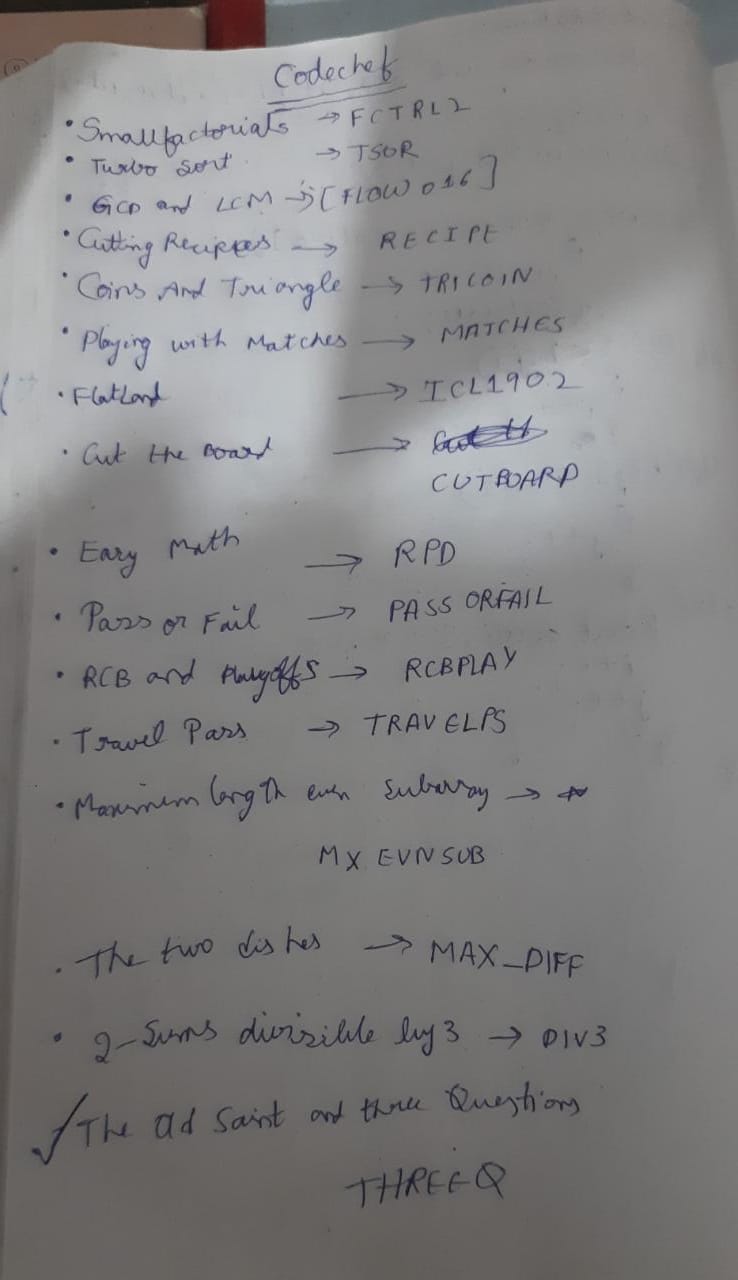 Codechef
• Smallfactorials → FCTRL2
• Turbo Sort → TSOR
• GCD and LCM → [FLOW016]
• Cutting Recippes → RECIPE
• Coins And Triangle → TRICOIN
• Playing with Matches → MATCHES
• FlatLand → ICL1902
• Cut the Board →
CUTBOARD
• Easy Math → RPD
• Pass or Fail → PASSORFAIL
• RCB and Playoffs → RCBPLAY
• Travel Pass → TRAVELPS
• Maximum length even Subarray →
MXEVNSUB
• The two dishes → MAX_DIFF
• 2-Sums divisible by 3 → DIV3
✓ The old Saint and three Questions
THREEQ